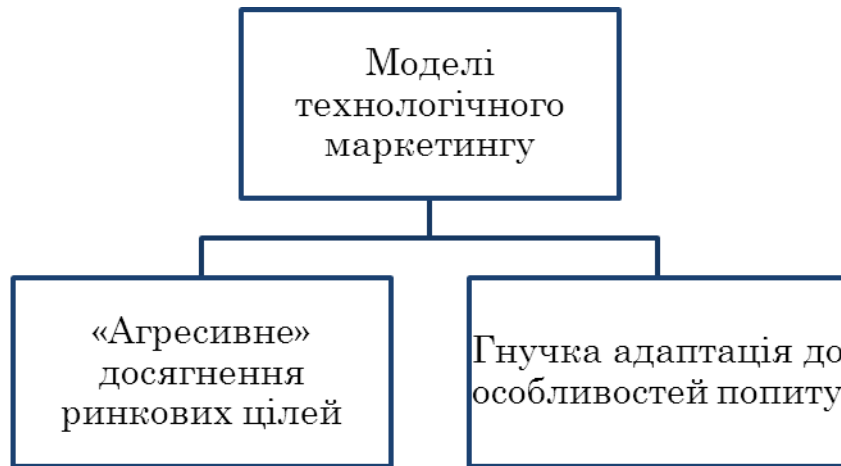 Моделі
технологічного
маркетингу
«Агресивне»
досягнення
ринкових цілей
Гнучка адаптація до
особливостей попиту